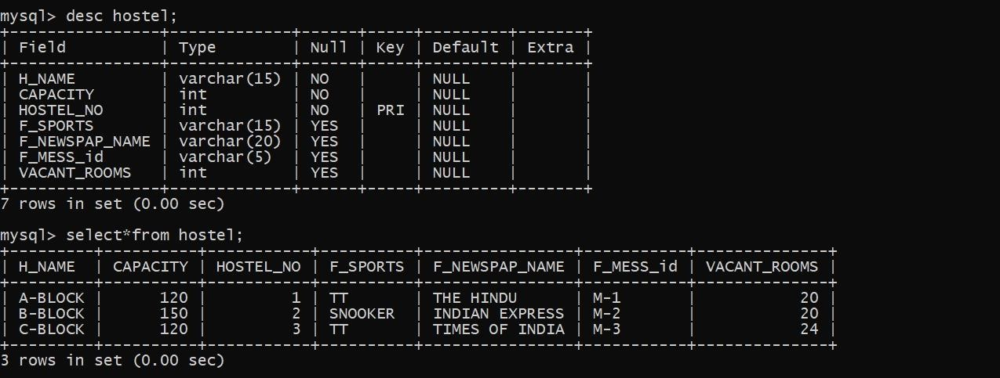 mysql> desc hostel;
+----------------+-------------+------+-----+---------+-------+
| Field          | Type        | Null | Key | Default | Extra |
+----------------+-------------+------+-----+---------+-------+
| H_NAME         | varchar(15) | NO   |     | NULL    |       |
| CAPACITY       | int         | NO   |     | NULL    |       |
| HOSTEL_NO      | int         | NO   | PRI | NULL    |       |
| F_SPORTS       | varchar(15) | YES  |     | NULL    |       |
| F_NEWSPAP_NAME | varchar(20) | YES  |     | NULL    |       |
| F_MESS_id      | varchar(5)  | YES  |     | NULL    |       |
| VACANT_ROOMS   | int         | YES  |     | NULL    |       |
+----------------+-------------+------+-----+---------+-------+
7 rows in set (0.00 sec)

mysql> select*from hostel;
+---------+----------+-----------+----------+----------------+-----------+--------------+
| H_NAME  | CAPACITY | HOSTEL_NO | F_SPORTS | F_NEWSPAP_NAME | F_MESS_id | VACANT_ROOMS |
+---------+----------+-----------+----------+----------------+-----------+--------------+
| A-BLOCK |      120 |         1 | TT       | THE HINDU      | M-1       |           20 |
| B-BLOCK |      150 |         2 | SNOOKER  | INDIAN EXPRESS | M-2       |           20 |
| C-BLOCK |      120 |         3 | TT       | TIMES OF INDIA | M-3       |           24 |
+---------+----------+-----------+----------+----------------+-----------+--------------+
3 rows in set (0.00 sec)